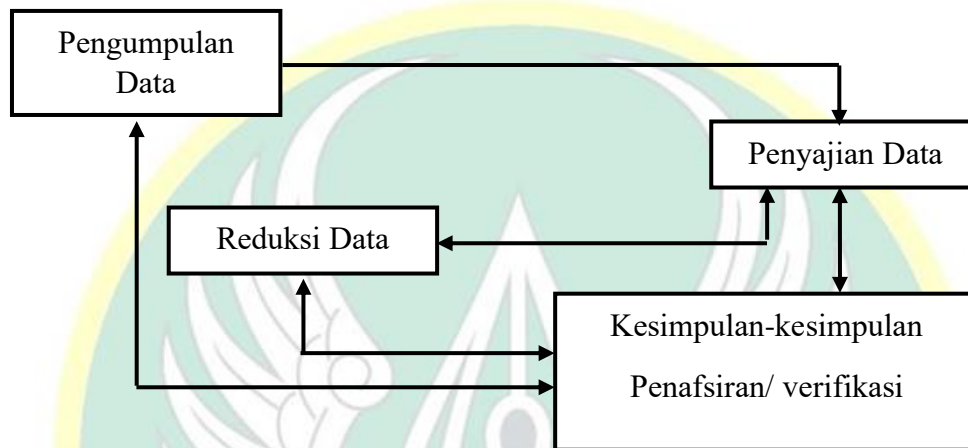 Pengumpulan
Data
Penyajian Data
Reduksi Data
Kesimpulan-kesimpulan
Penafsiran/ verifikasi